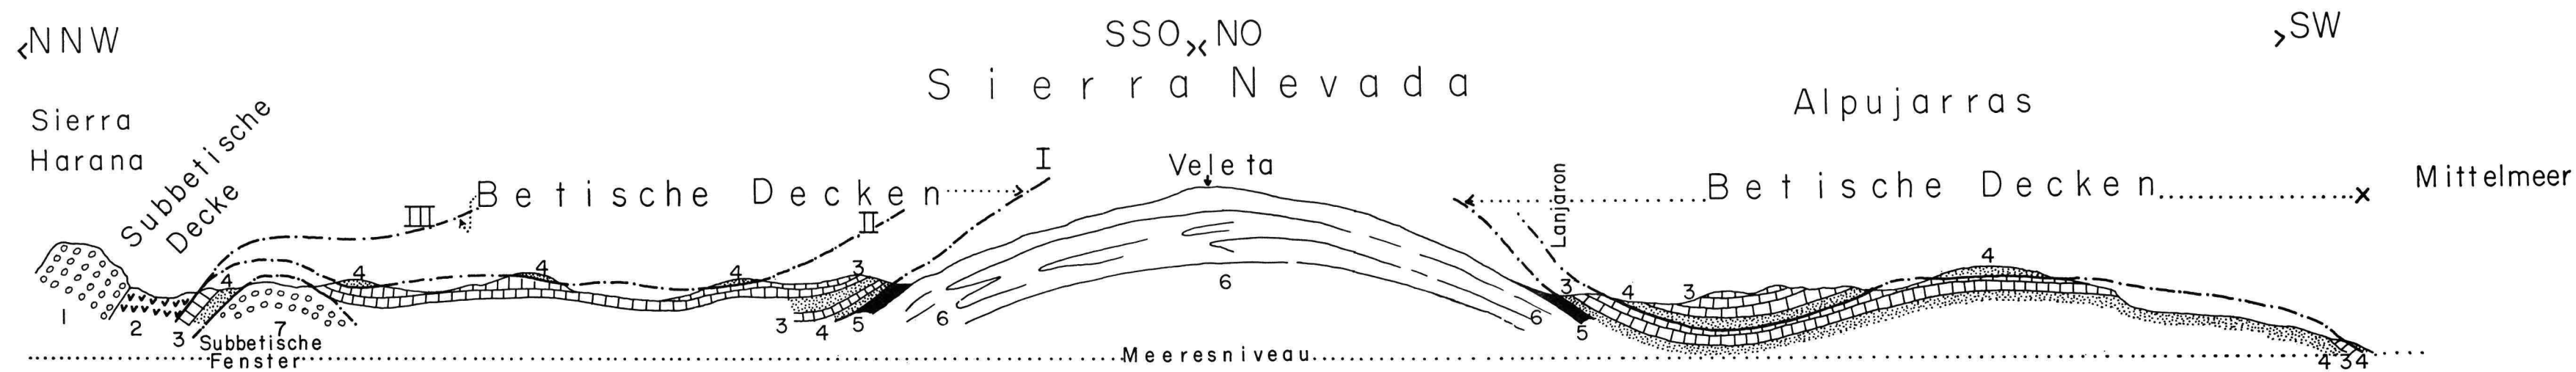 NNW
SSO NO
SW
Sierra Nevada
Sierra
Harana
Subbetische
Decke
Alpujarras
III
Betische Decken
II
I
Veleta
Lanjaron
Betische Decken
Mittelmeer
4 4 4 4 3
6
3 4 3 4
1 2 3 7
3 4 5 6
6 5
4 3 4
Subbetische
Fenster
Meeresniveau